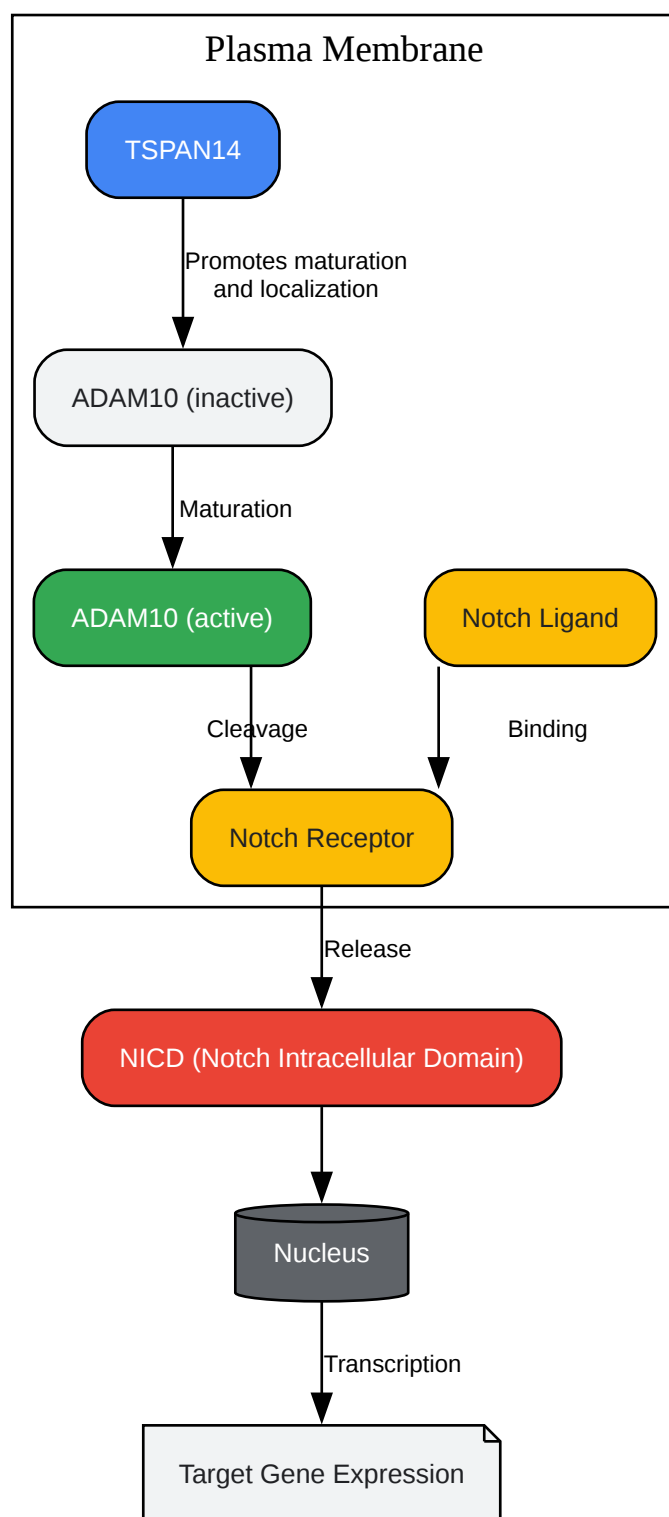 Plasma Membrane
TSPAN14
Promotes maturation
and localization
ADAM10 (inactive)
Maturation
ADAM10 (active)
Notch Ligand
Cleavage
Binding
Notch Receptor
Release
NICD (Notch Intracellular Domain)
Nucleus
Transcription
Target Gene Expression